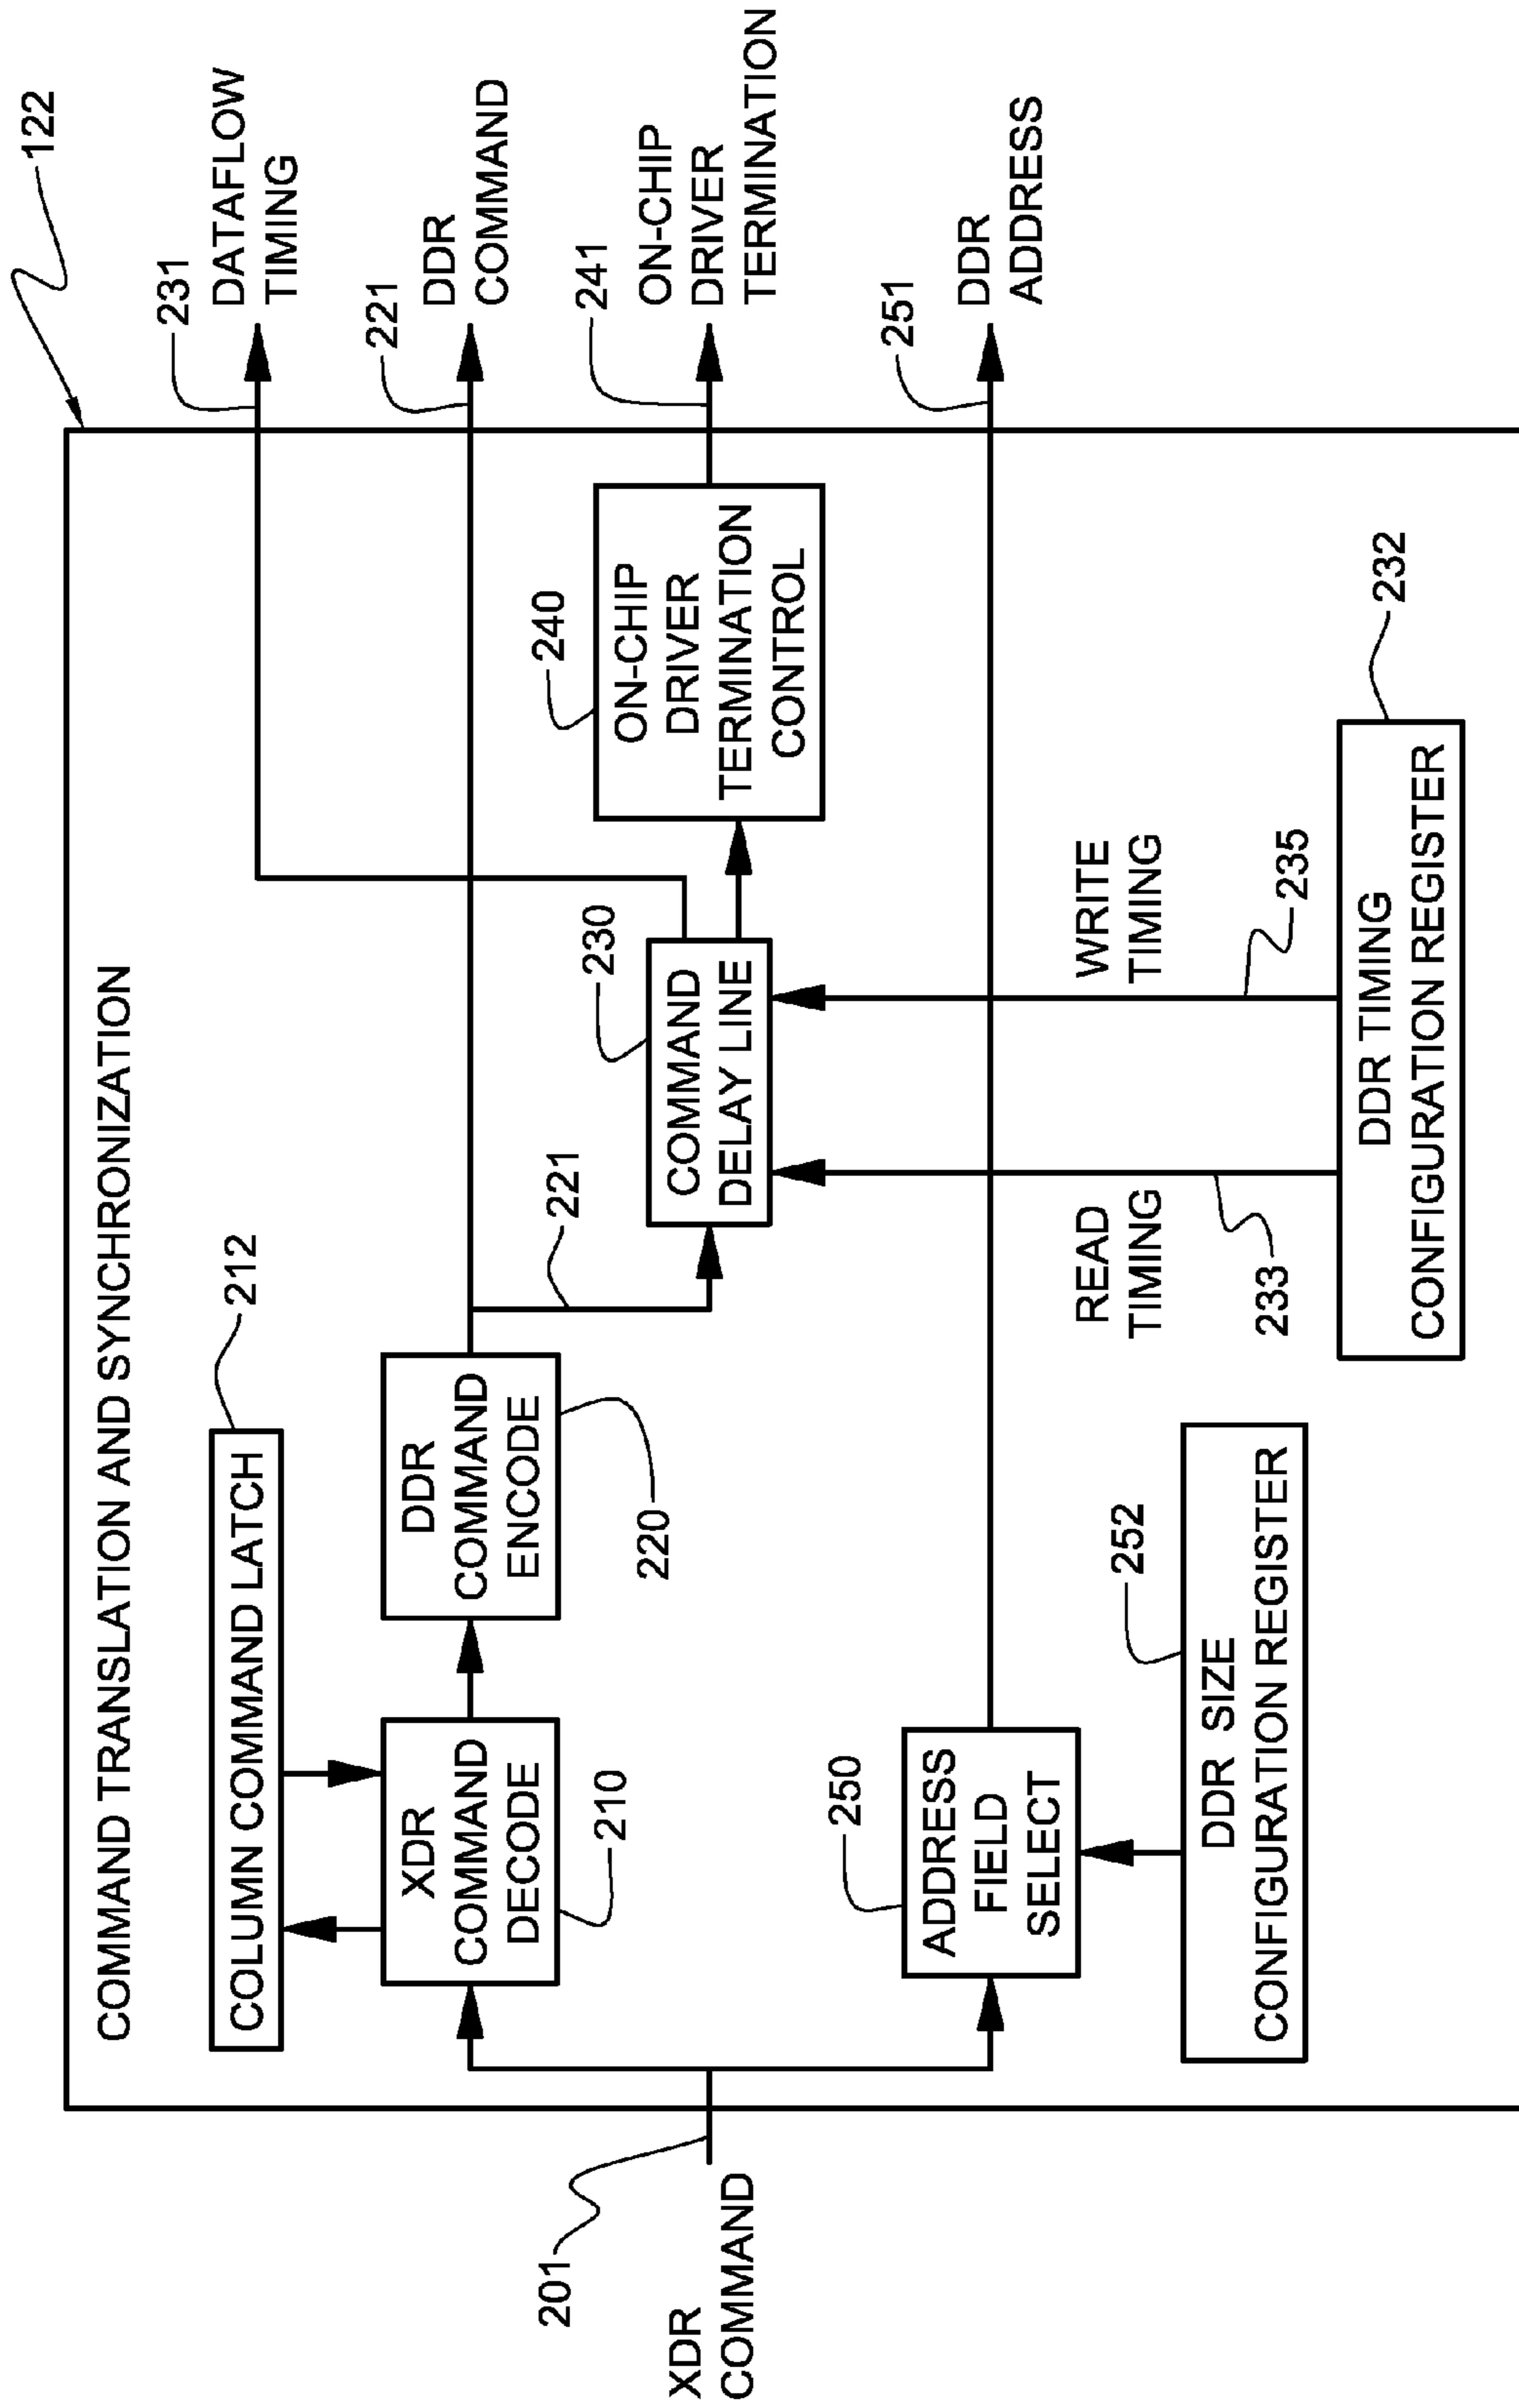 122
COMMAND TRANSLATION AND SYNCHRONIZATION
231
DATAFLOW
TIMING
212
COLUMN COMMAND LATCH
221
DDR
COMMAND
XDR
COMMAND
DECODE
210
DDR
COMMAND
ENCODE
220
221
230
COMMAND
DELAY LINE
240
ON-CHIP
DRIVER
TERMINATION
CONTROL
241
ON-CHIP
DRIVER
TERMINATION
201
XDR
COMMAND
250
ADDRESS
FIELD
SELECT
251
DDR
ADDRESS
READ
TIMING
233
WRITE
TIMING
235
252
DDR SIZE
CONFIGURATION REGISTER
232
DDR TIMING
CONFIGURATION REGISTER